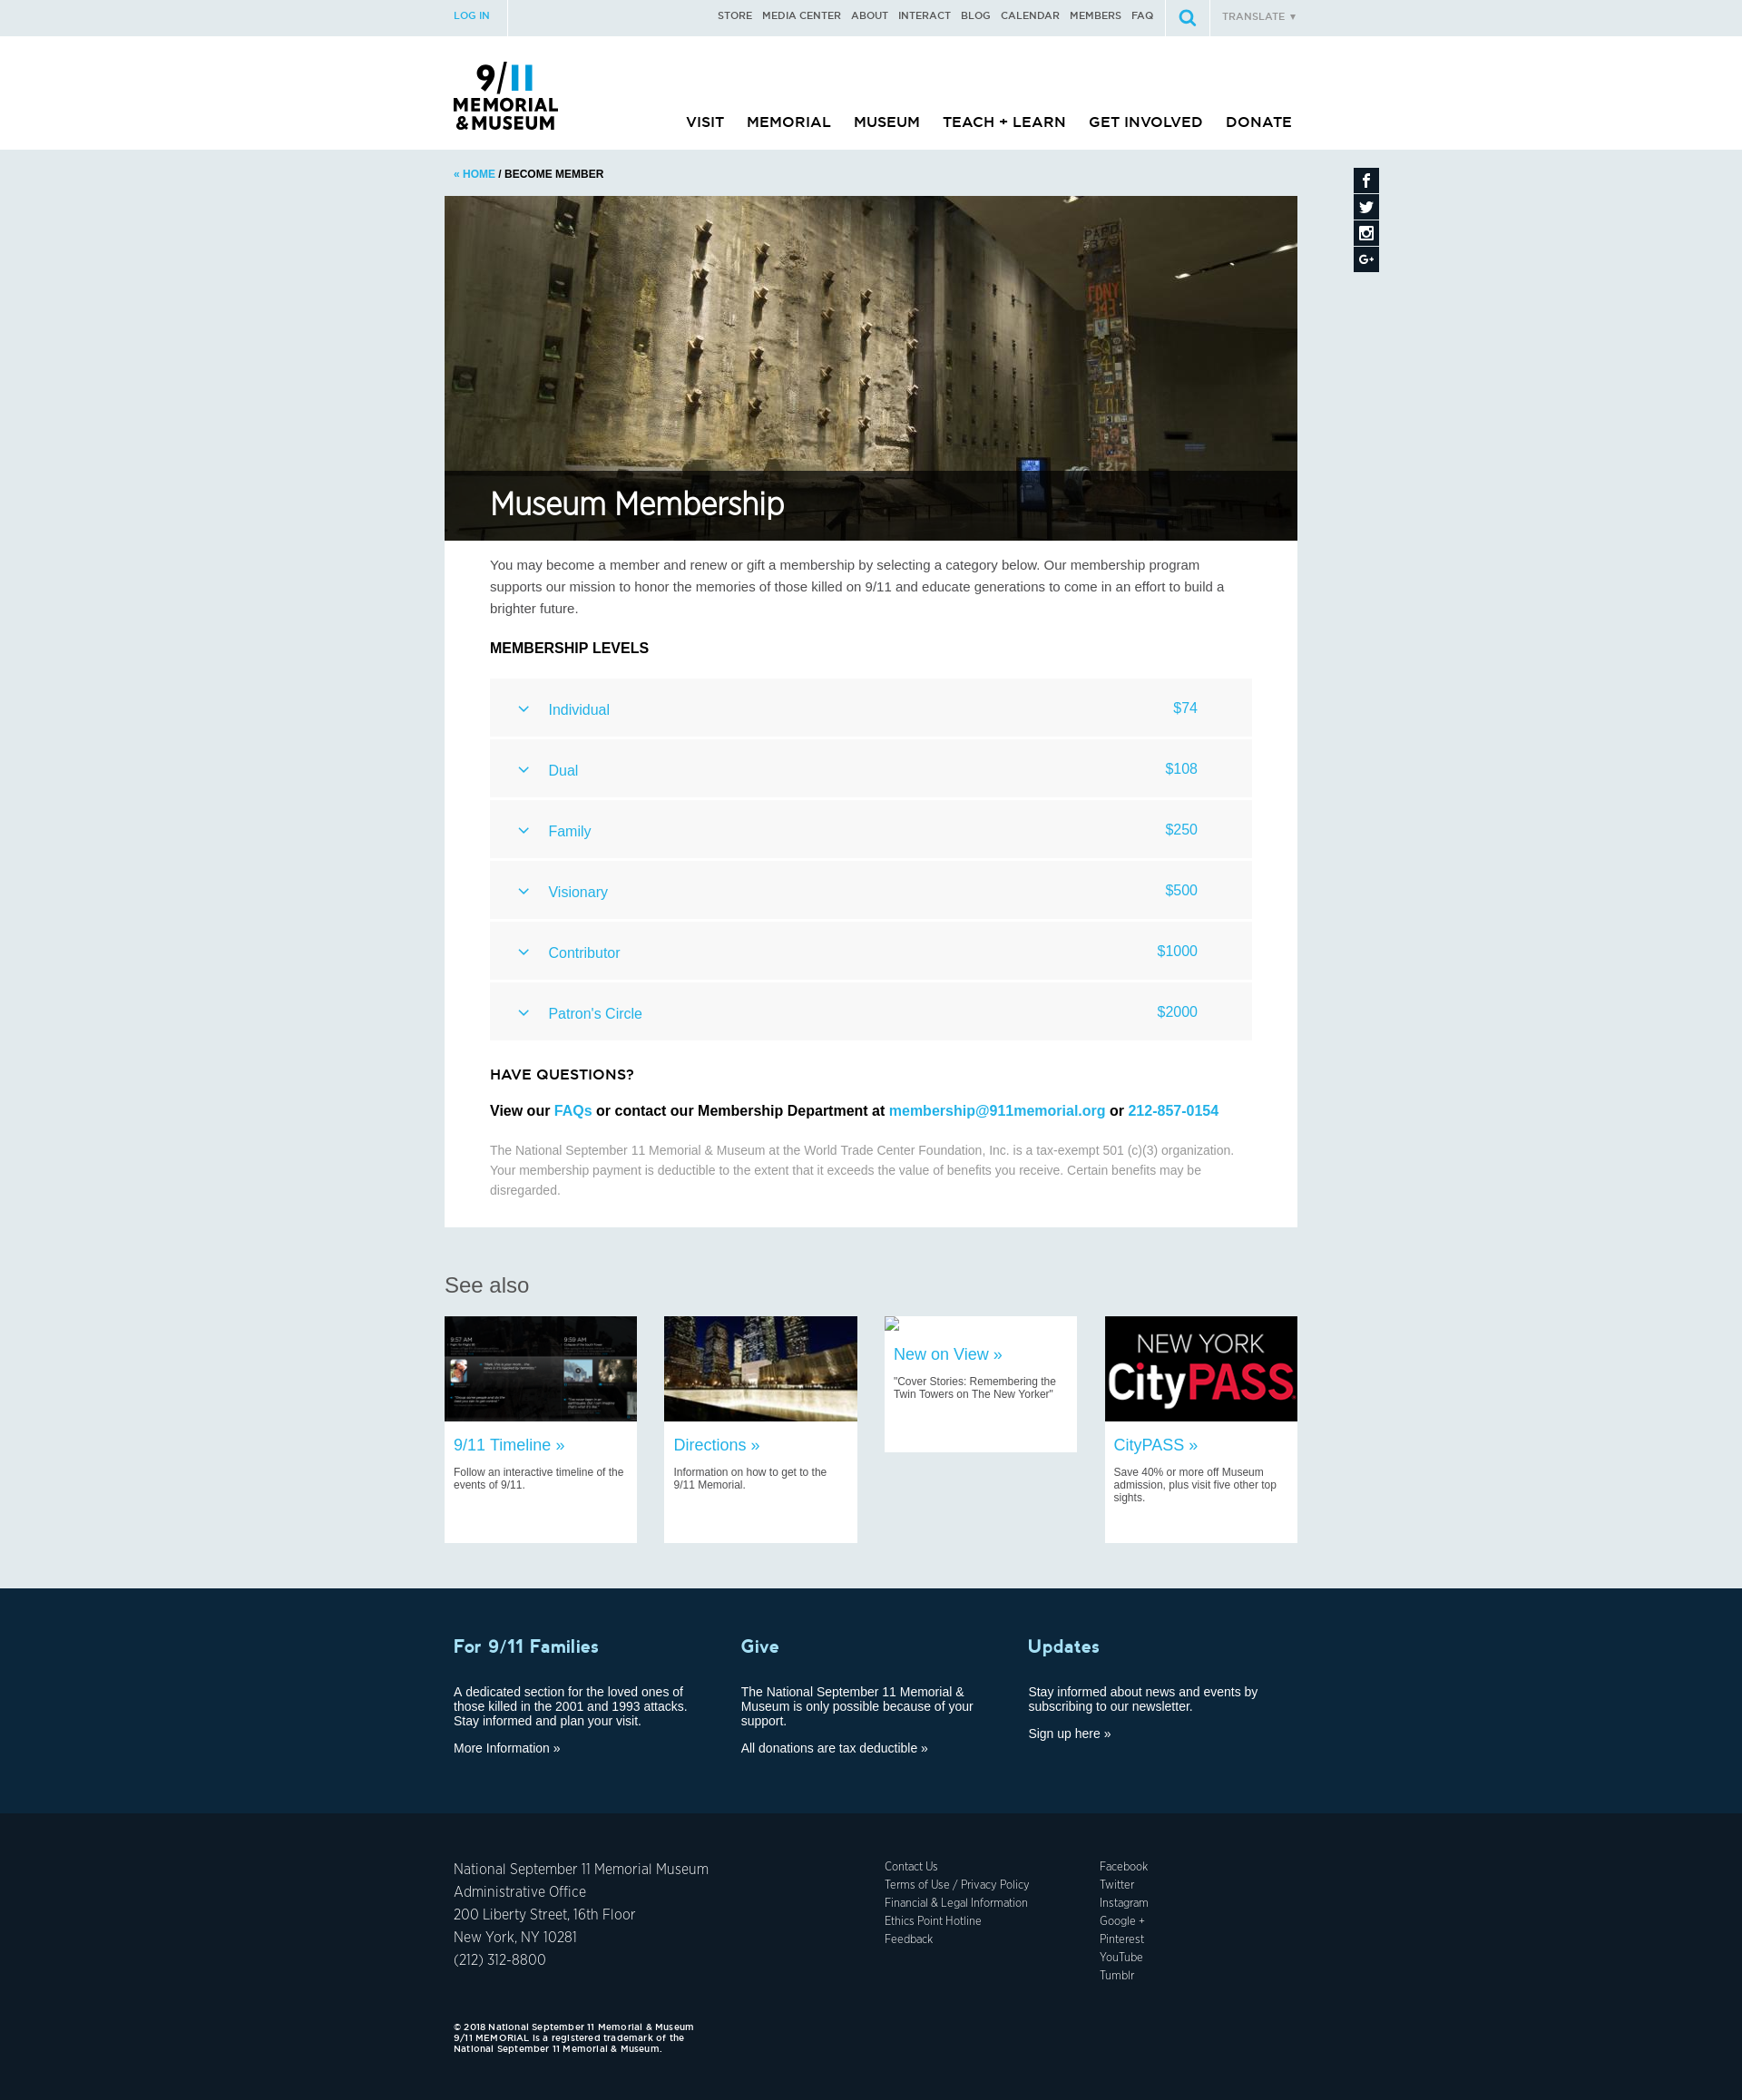 LOG IN
STORE MEDIA CENTER ABOUT INTERACT BLOG CALENDAR MEMBERS FAQ
TRANSLATE ▼
9/11
MEMORIAL
& MUSEUM
VISIT MEMORIAL MUSEUM TEACH + LEARN GET INVOLVED DONATE
« HOME / BECOME MEMBER
PAPD
37
FONY
343
Museum Membership
You may become a member and renew or gift a membership by selecting a category below. Our membership program
supports our mission to honor the memories of those killed on 9/11 and educate generations to come in an effort to build a
brighter future.
MEMBERSHIP LEVELS
Individual $74
Dual $108
Family $250
Visionary $500
Contributor $1000
Patron's Circle $2000
HAVE QUESTIONS?
View our FAQs or contact our Membership Department at membership@911memorial.org or 212-857-0154
The National September 11 Memorial & Museum at the World Trade Center Foundation, Inc. is a tax-exempt 501 (c)(3) organization.
Your membership payment is deductible to the extent that it exceeds the value of benefits you receive. Certain benefits may be
disregarded.
See also
9:57 AM
9:59 AM
9/11 Timeline »
Follow an interactive timeline of the
events of 9/11.
Directions »
Information on how to get to the
9/11 Memorial.
New on View »
"Cover Stories: Remembering the
Twin Towers on The New Yorker"
NEW YORK
CityPASS
CityPASS »
Save 40% or more off Museum
admission, plus visit five other top
sights.
For 9/11 Families
A dedicated section for the loved ones of
those killed in the 2001 and 1993 attacks.
Stay informed and plan your visit.
More Information »
Give
The National September 11 Memorial &
Museum is only possible because of your
support.
All donations are tax deductible »
Updates
Stay informed about news and events by
subscribing to our newsletter.
Sign up here »
National September 11 Memorial Museum
Administrative Office
200 Liberty Street, 16th Floor
New York, NY 10281
(212) 312-8800
Contact Us
Terms of Use / Privacy Policy
Financial & Legal Information
Ethics Point Hotline
Feedback
Facebook
Twitter
Instagram
Google +
Pinterest
YouTube
Tumblr
© 2018 National September 11 Memorial & Museum
9/11 MEMORIAL is a registered trademark of the
National September 11 Memorial & Museum.